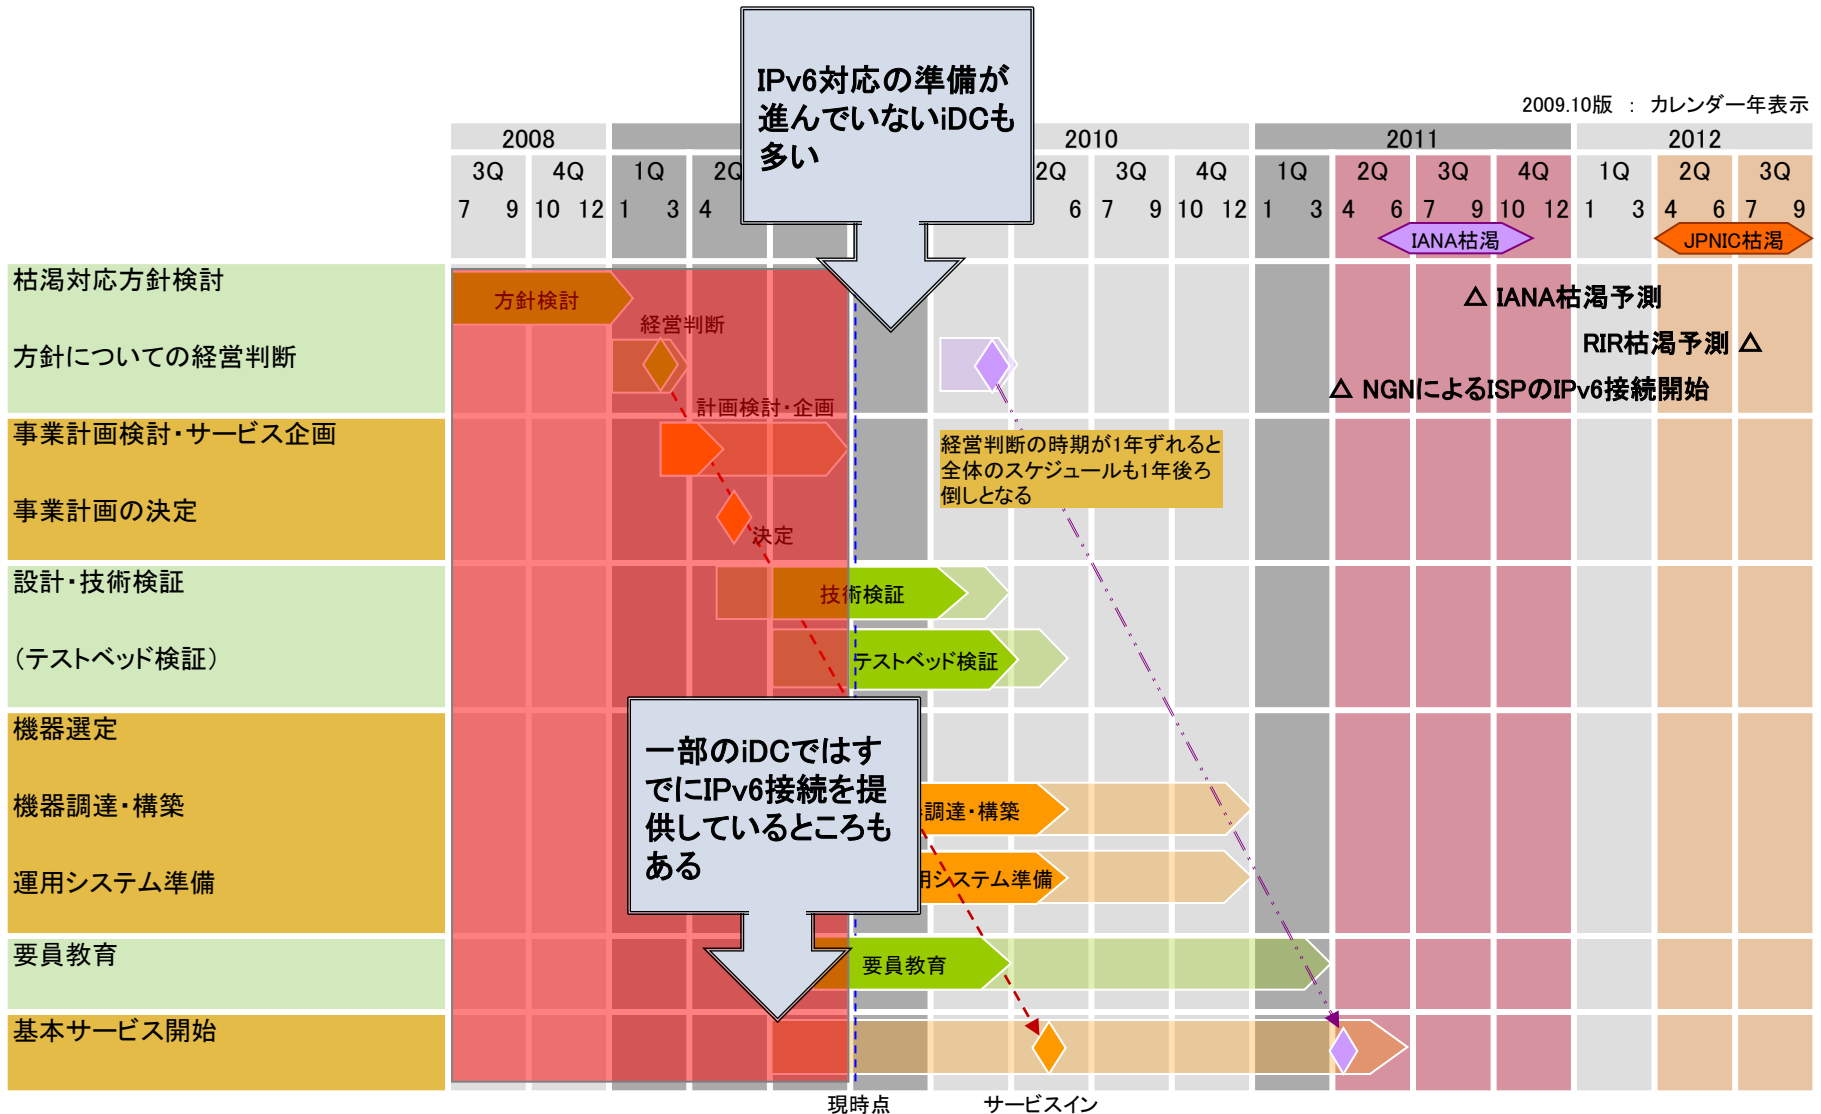 IPv6対応の準備が
進んでいないiDCも
多い
2009.10版 ： カレンダー年表示
2008 2010 2011 2012
3Q 4Q 1Q 2Q 2Q 3Q 4Q 1Q 2Q 3Q 4Q 1Q 2Q 3Q
7 9 10 12 1 3 4 6 7 9 10 12 1 3 4 6 7 9 10 12 1 3 4 6 7 9
IANA枯渇 JPNIC枯渇
枯渇対応方針検討
方針検討
△ IANA枯渇予測
経営判断
RIR枯渇予測 △
方針についての経営判断
△ NGNによるISPのIPv6接続開始
計画検討・企画
事業計画検討・サービス企画
経営判断の時期が1年ずれると
全体のスケジュールも1年後ろ
倒しとなる
事業計画の決定
決定
設計・技術検証
技術検証
（テストベッド検証）
テストベッド検証
機器選定
一部のiDCではす
でにIPv6接続を提
供しているところも
ある
機器調達・構築
調達・構築
運用システム準備
用システム準備
要員教育
要員教育
基本サービス開始
現時点 サービスイン